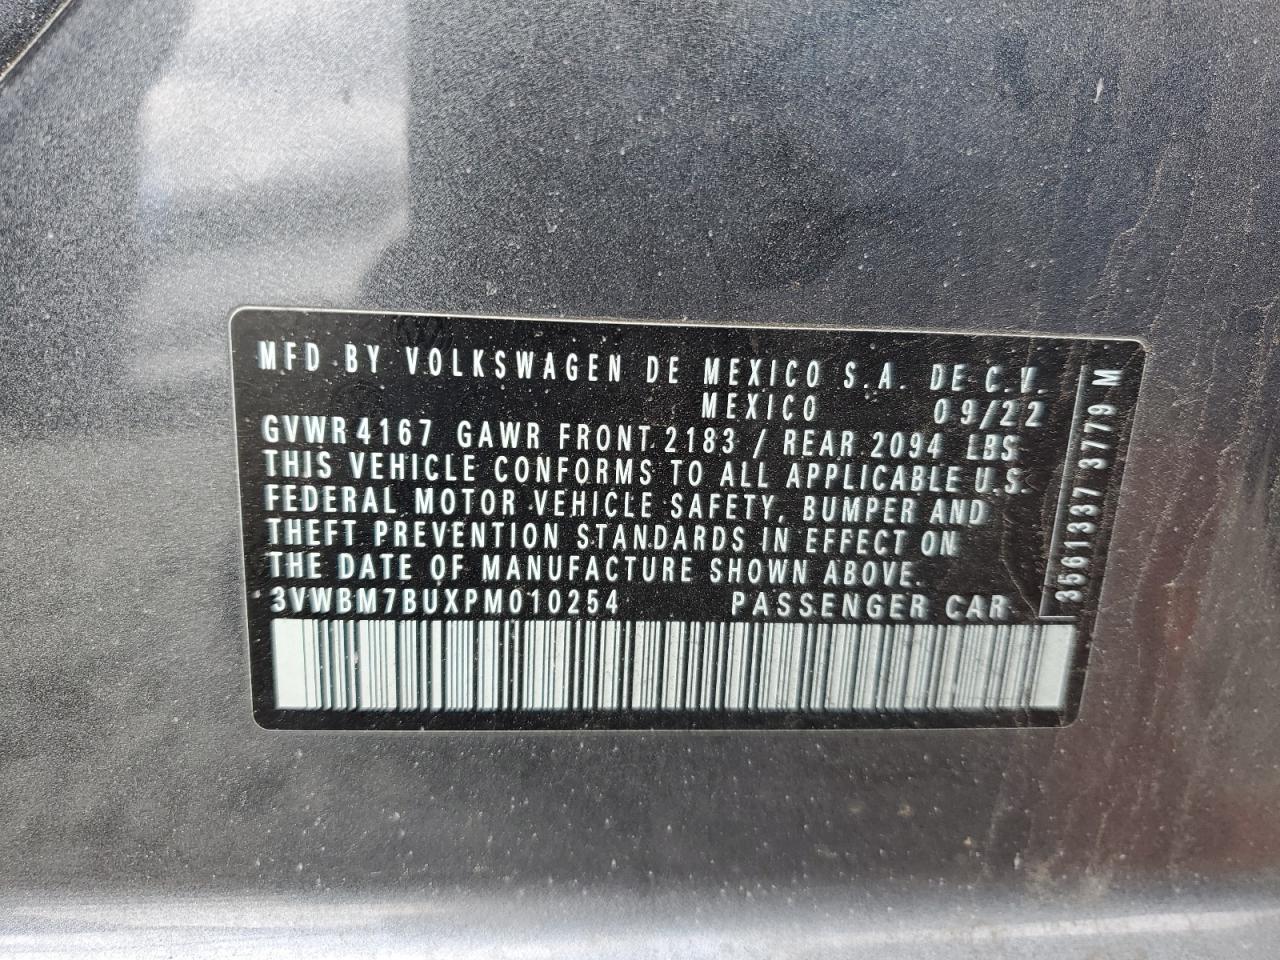 MFD BY VOLKSWAGEN DE MEXICO S.A. DE C.V.
MEXICO 09/22
GVWR 4167 GAWR FRONT 2183 / REAR 2094 LBS
THIS VEHICLE CONFORMS TO ALL APPLICABLE U.S.
FEDERAL MOTOR VEHICLE SAFETY, BUMPER AND
THEFT PREVENTION STANDARDS IN EFFECT ON
THE DATE OF MANUFACTURE SHOWN ABOVE.
3VWBM7BUXPM010254 PASSENGER CAR
3561337 3779 M